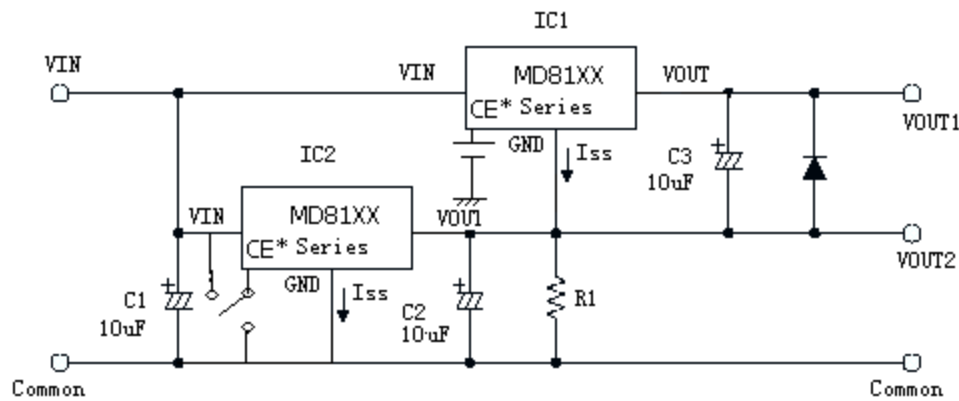 IC1
VIN
VIN
MD81XX
VOUT
CE* Series
VOUT1
GND
Iss
C3
10uF
+
IC2
VIN
MD81XX
VOUT
CE* Series
VOUT2
GND
Iss
C1
10uF
+
C2
10uF
+
R1
Common
Common